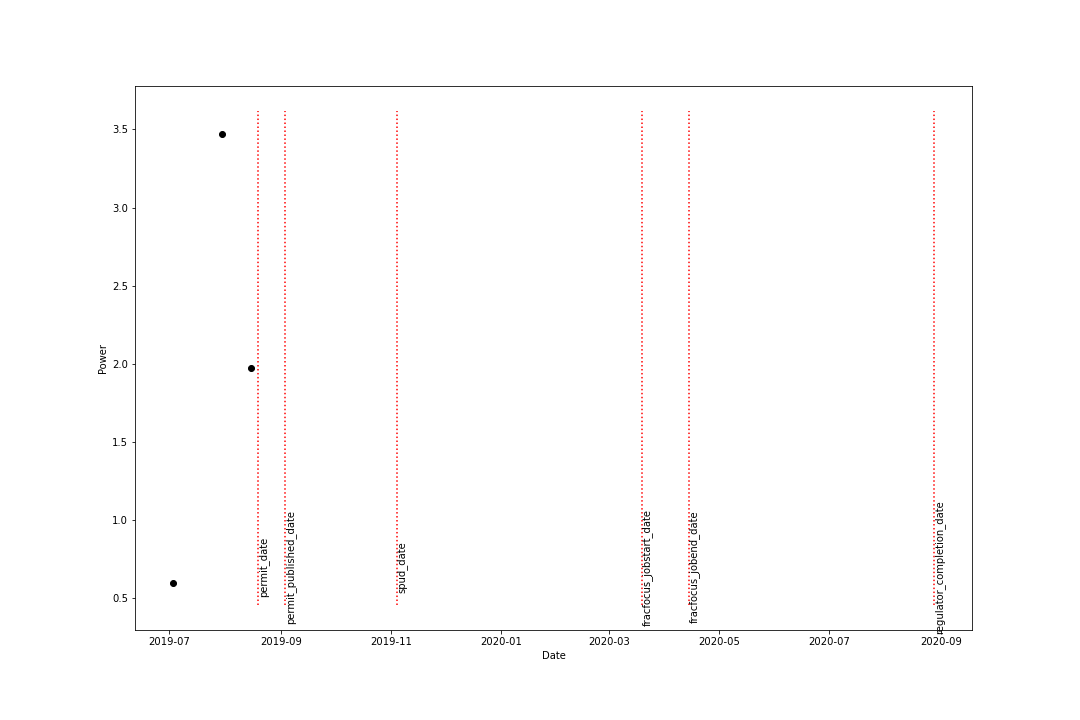 3.5
3.0
2.5
2.0
1.5
1.0
0.5
Power
permit_date
permit_published_date
spud_date
fracfocus_jobstart_date
fracfocus_jobend_date
regulator_completion_date
2019-07
2019-09
2019-11
2020-01
2020-03
2020-05
2020-07
2020-09
Date